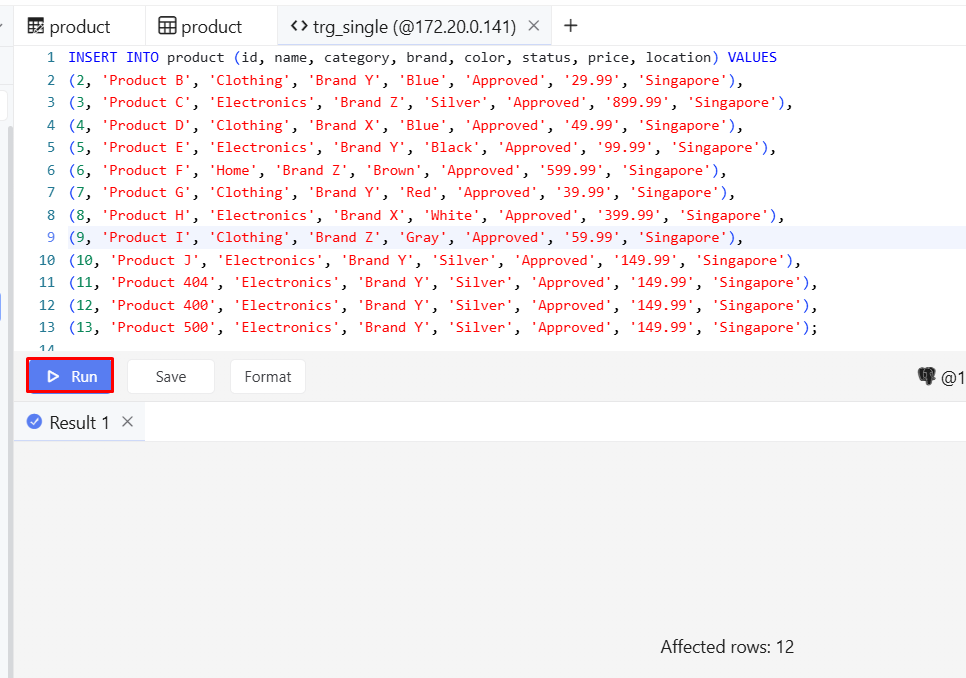 product product trg_single (@172.20.0.141)
1 INSERT INTO product (id, name, category, brand, color, status, price, location) VALUES
2 (2, 'Product B', 'Clothing', 'Brand Y', 'Blue', 'Approved', '29.99', 'Singapore'),
3 (3, 'Product C', 'Electronics', 'Brand Z', 'Silver', 'Approved', '899.99', 'Singapore'),
4 (4, 'Product D', 'Clothing', 'Brand X', 'Blue', 'Approved', '49.99', 'Singapore'),
5 (5, 'Product E', 'Electronics', 'Brand Y', 'Black', 'Approved', '99.99', 'Singapore'),
6 (6, 'Product F', 'Home', 'Brand Z', 'Brown', 'Approved', '599.99', 'Singapore'),
7 (7, 'Product G', 'Clothing', 'Brand Y', 'Red', 'Approved', '39.99', 'Singapore'),
8 (8, 'Product H', 'Electronics', 'Brand X', 'White', 'Approved', '399.99', 'Singapore'),
9 (9, 'Product I', 'Clothing', 'Brand Z', 'Gray', 'Approved', '59.99', 'Singapore'),
10 (10, 'Product J', 'Electronics', 'Brand Y', 'Silver', 'Approved', '149.99', 'Singapore'),
11 (11, 'Product 404', 'Electronics', 'Brand Y', 'Silver', 'Approved', '149.99', 'Singapore'),
12 (12, 'Product 400', 'Electronics', 'Brand Y', 'Silver', 'Approved', '149.99', 'Singapore'),
13 (13, 'Product 500', 'Electronics', 'Brand Y', 'Silver', 'Approved', '149.99', 'Singapore');
14
Run Save Format @1
Result 1
Affected rows: 12